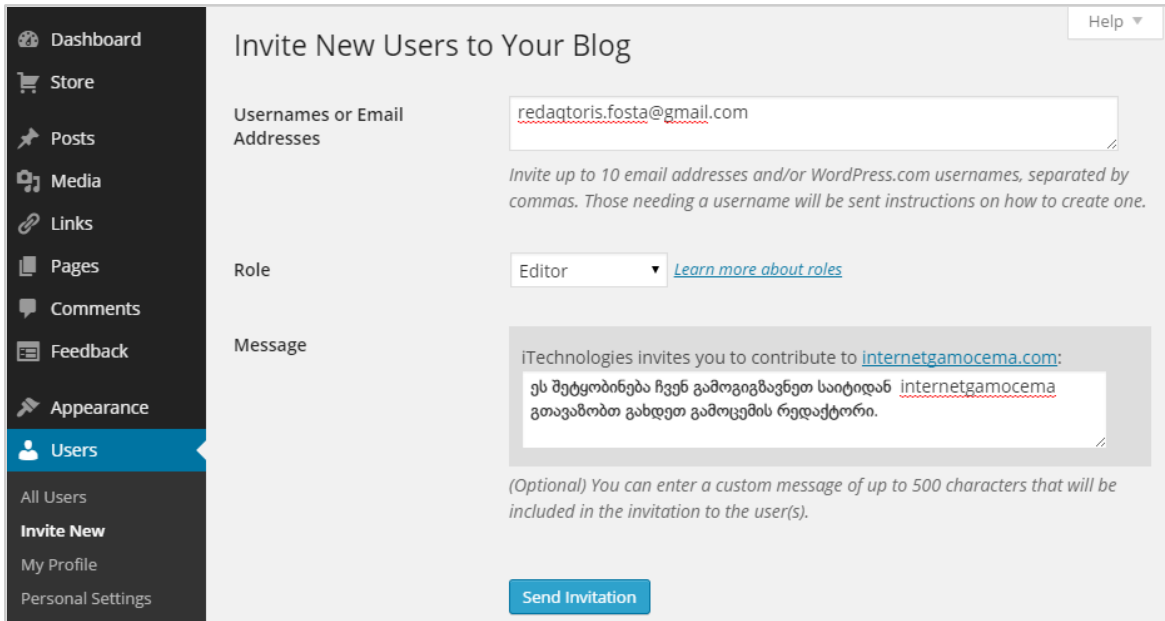 Help
Dashboard
Store
Posts
Media
Links
Pages
Comments
Feedback
Appearance
Users
All Users
Invite New
My Profile
Personal Settings
Invite New Users to Your Blog
Usernames or Email
Addresses
redaqtoris.fosta@gmail.com
Invite up to 10 email addresses and/or WordPress.com usernames, separated by
commas. Those needing a username will be sent instructions on how to create one.
Role
Editor
Learn more about roles
Message
iTechnologies invites you to contribute to internetgamocema.com:
ეს შეტყობინება ჩვენ გამოგიგზავნეთ საიტიდან internetgamocema
გთავაზობთ გახდეთ გამოცემის რედაქტორი.
(Optional) You can enter a custom message of up to 500 characters that will be
included in the invitation to the user(s).
Send Invitation